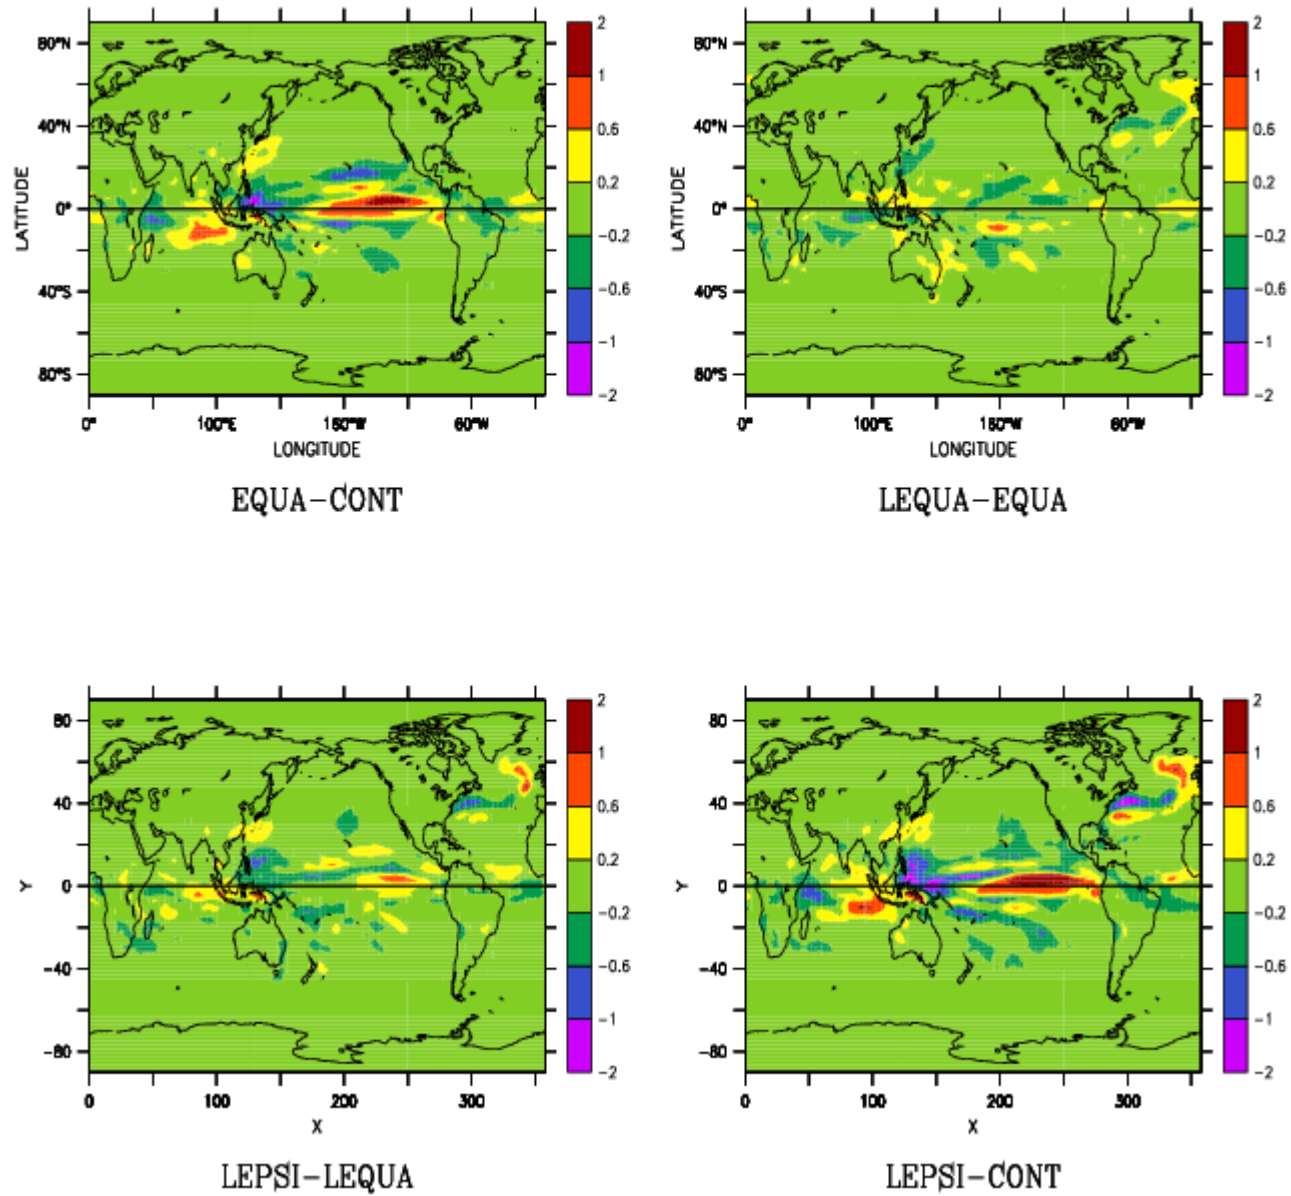 80°N
40°N
0°
40°S
80°S
LATITUDE
0°
100°E
160°W
60°W
LONGITUDE
2
1
0.6
0.2
-0.2
-0.6
-1
-2
EQUA-CONT
80°N
40°N
0°
40°S
80°S
LATITUDE
0°
100°E
160°W
60°W
LONGITUDE
2
1
0.6
0.2
-0.2
-0.6
-1
-2
LEQUA-EQUA
80
40
0
-40
-80
Y
0
100
200
300
X
2
1
0.6
0.2
-0.2
-0.6
-1
-2
LEPSI-LEQUA
80
40
0
-40
-80
Y
0
100
200
300
X
2
1
0.6
0.2
-0.2
-0.6
-1
-2
LEPSI-CONT